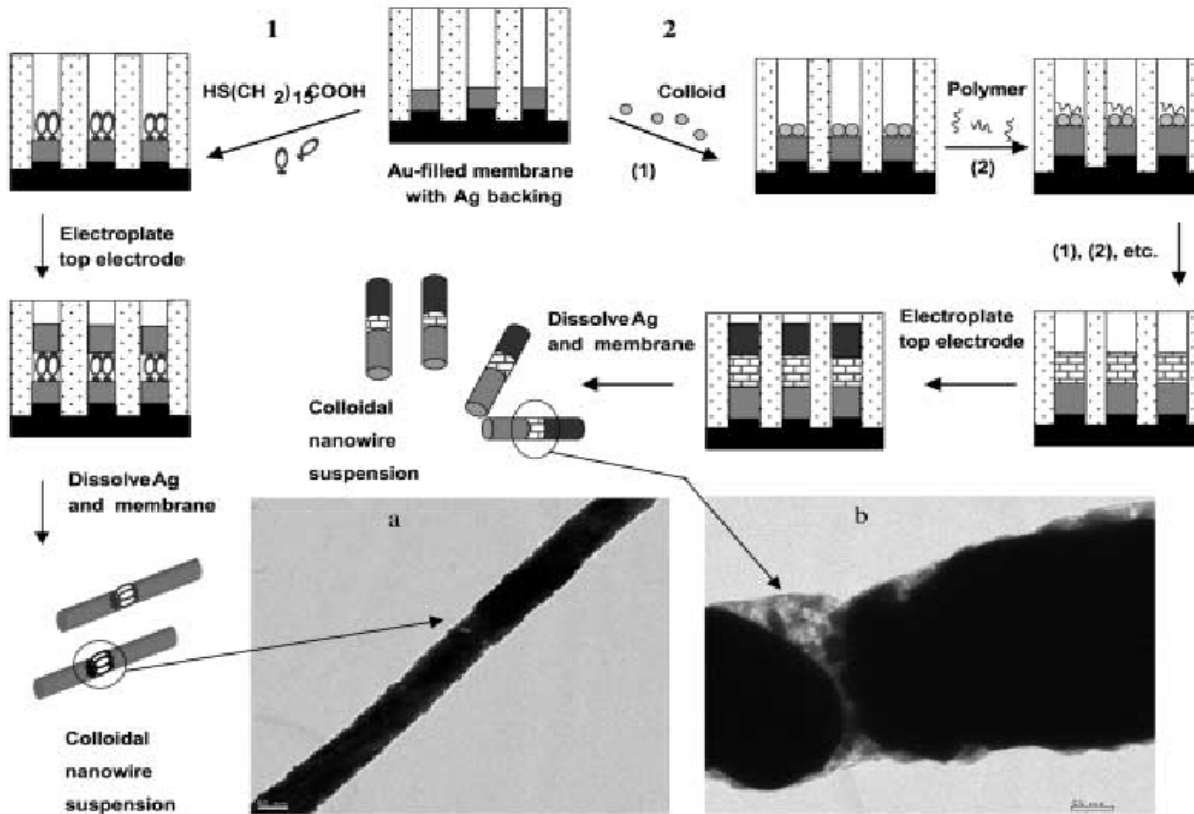 1
2
HS(CH 2)15COOH
Au-filled membrane
with Ag backing
Colloid
(1)
Polymer
(2)
Electroplate
top electrode
(1), (2), etc.
Dissolve Ag
and membrane
Electroplate
top electrode
Colloidal
nanowire
suspension
Dissolve Ag
and membrane
a
b
Colloidal
nanowire
suspension